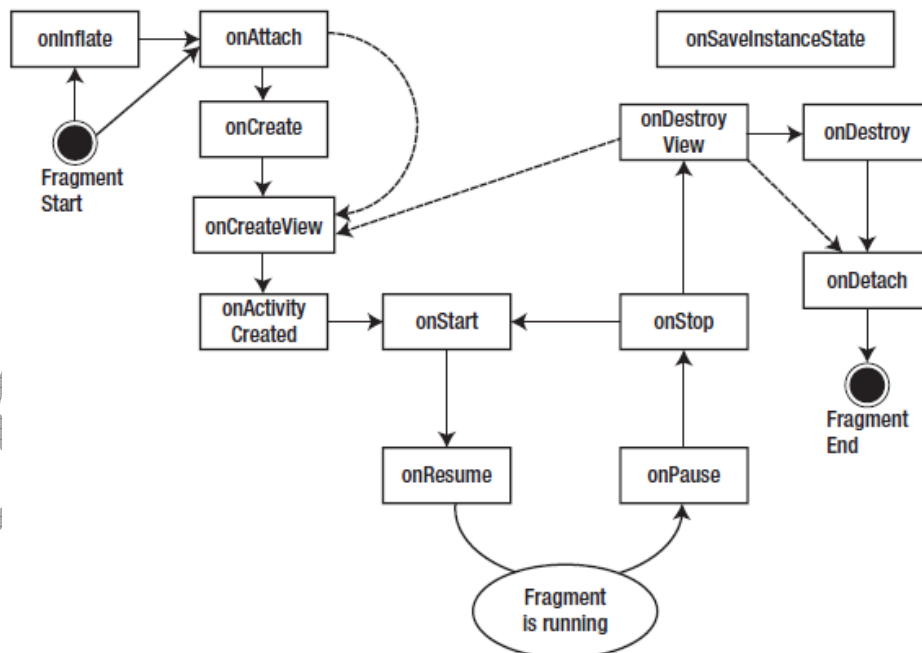 onInflate
onAttach
onSaveInstanceState
onCreate
onDestroy
View
onDestroy
Fragment
Start
onCreateView
onDetach
onActivity
Created
onStart
onStop
Fragment
End
onResume
onPause
Fragment
is running